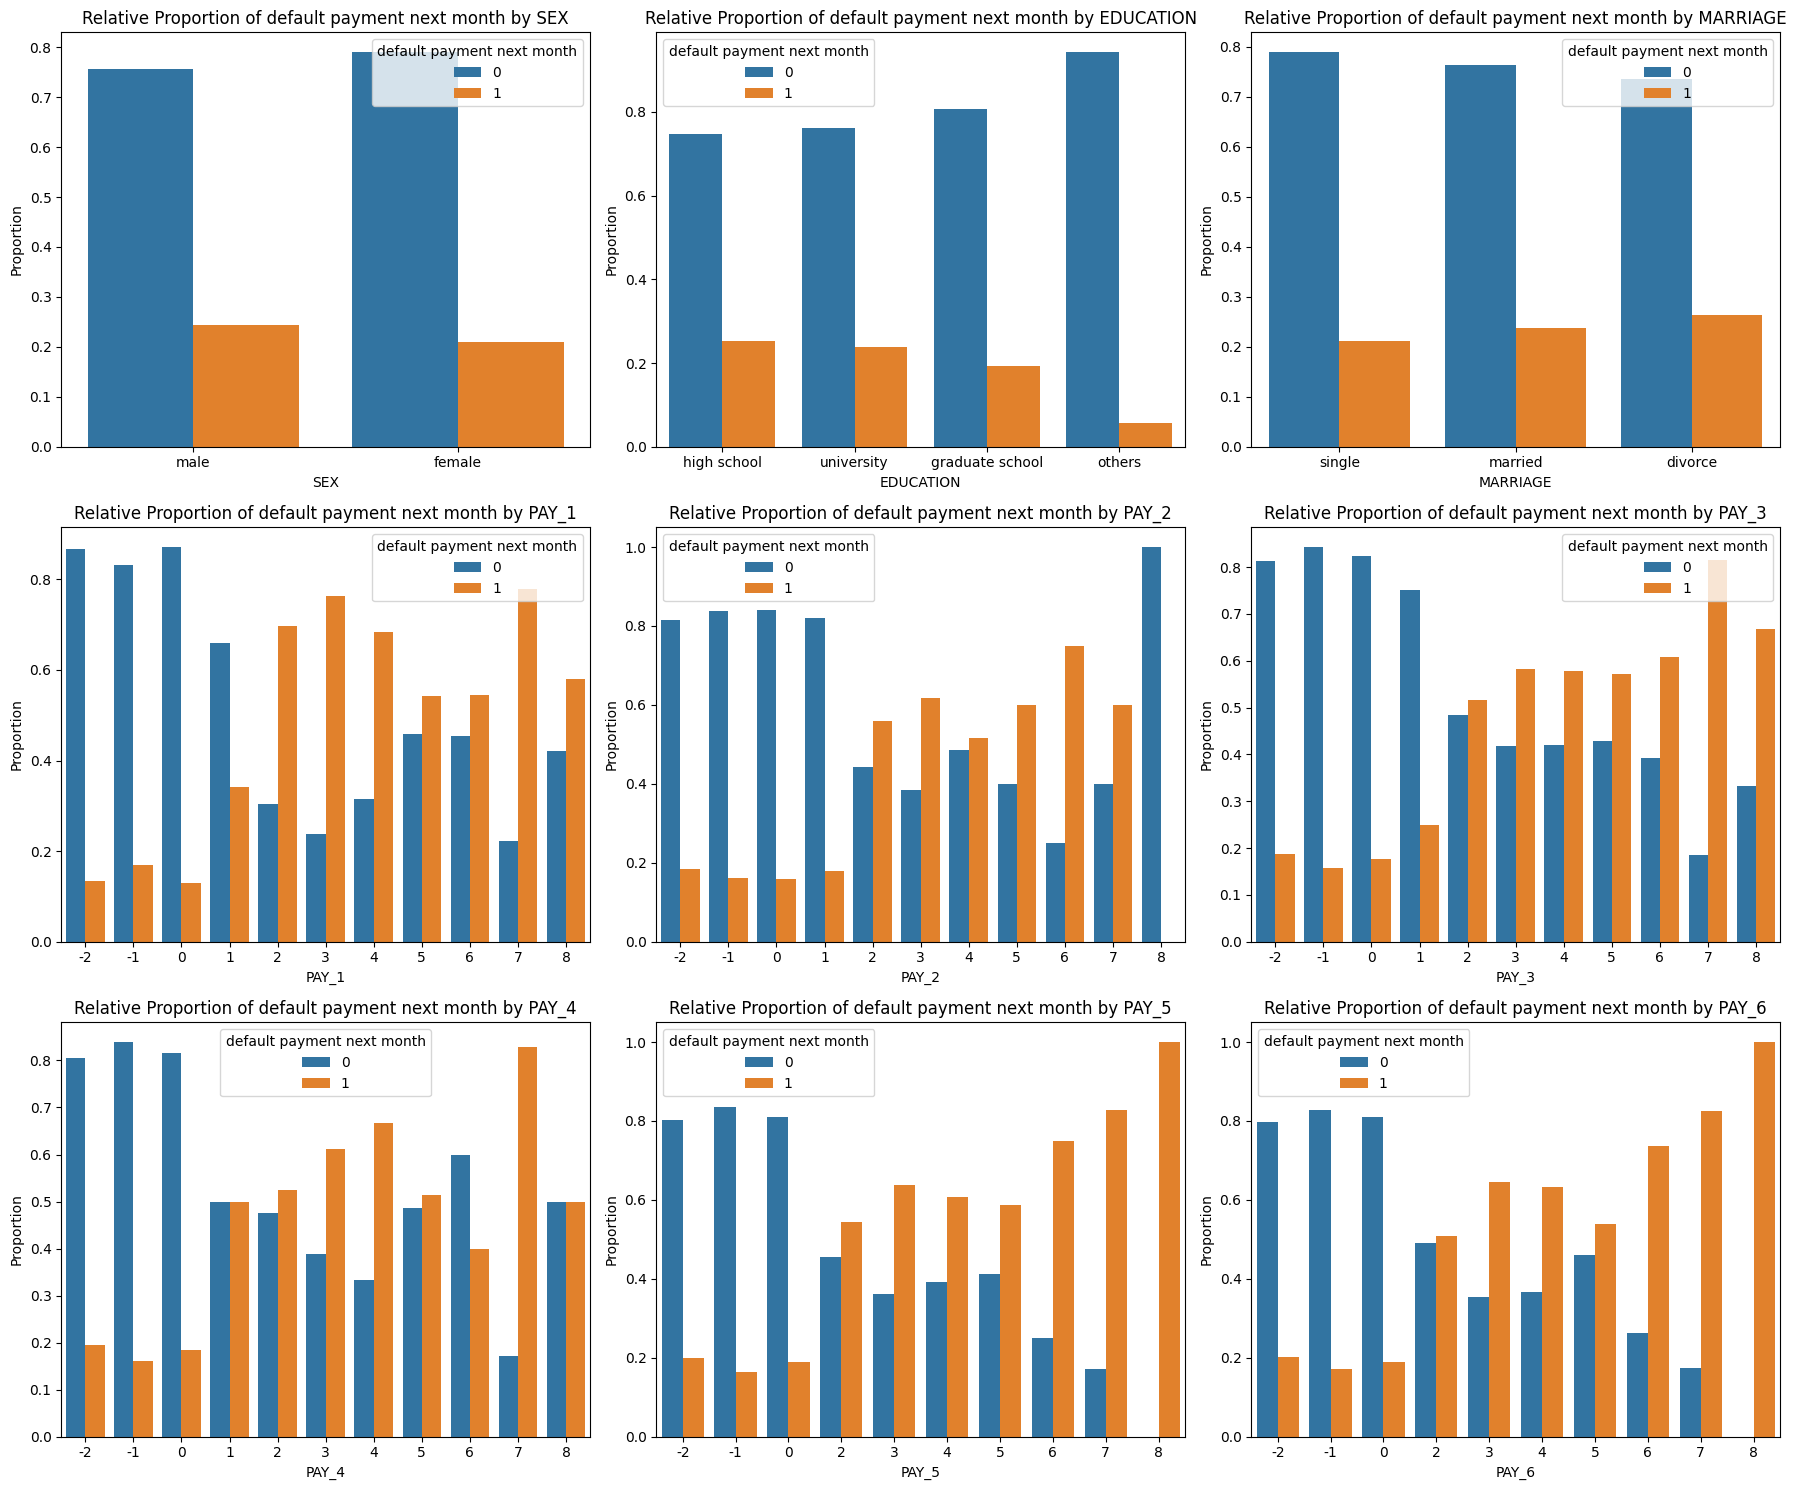 Relative Proportion of default payment next month by SEX
default payment next month
0
1
0.8
0.7
0.6
0.5
0.4
0.3
0.2
0.1
0.0
Proportion
male female
SEX
Relative Proportion of default payment next month by EDUCATION
default payment next month
0
1
0.8
0.6
0.4
0.2
0.0
Proportion
high school university graduate school others
EDUCATION
Relative Proportion of default payment next month by MARRIAGE
default payment next month
0
1
0.8
0.7
0.6
0.5
0.4
0.3
0.2
0.1
0.0
Proportion
single married divorce
MARRIAGE
Relative Proportion of default payment next month by PAY_1
default payment next month
0
1
0.8
0.6
0.4
0.2
0.0
Proportion
-2 -1 0 1 2 3 4 5 6 7 8
PAY_1
Relative Proportion of default payment next month by PAY_2
default payment next month
0
1
1.0
0.8
0.6
0.4
0.2
0.0
Proportion
-2 -1 0 1 2 3 4 5 6 7 8
PAY_2
Relative Proportion of default payment next month by PAY_3
default payment next month
0
1
0.8
0.7
0.6
0.5
0.4
0.3
0.2
0.1
0.0
Proportion
-2 -1 0 1 2 3 4 5 6 7 8
PAY_3
Relative Proportion of default payment next month by PAY_4
default payment next month
0
1
0.8
0.7
0.6
0.5
0.4
0.3
0.2
0.1
0.0
Proportion
-2 -1 0 1 2 3 4 5 6 7 8
PAY_4
Relative Proportion of default payment next month by PAY_5
default payment next month
0
1
1.0
0.8
0.6
0.4
0.2
0.0
Proportion
-2 -1 0 2 3 4 5 6 7 8
PAY_5
Relative Proportion of default payment next month by PAY_6
default payment next month
0
1
1.0
0.8
0.6
0.4
0.2
0.0
Proportion
-2 -1 0 2 3 4 5 6 7 8
PAY_6